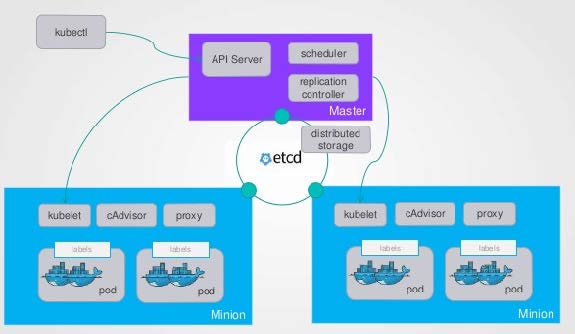 kubectl
API Server
scheduler
replication
controller
Master
distributed
storage
etcd
kubelet
cAdvisor
proxy
labels
labels
pod
pod
Minion
kubelet
cAdvisor
proxy
labels
labels
pod
pod
Minion